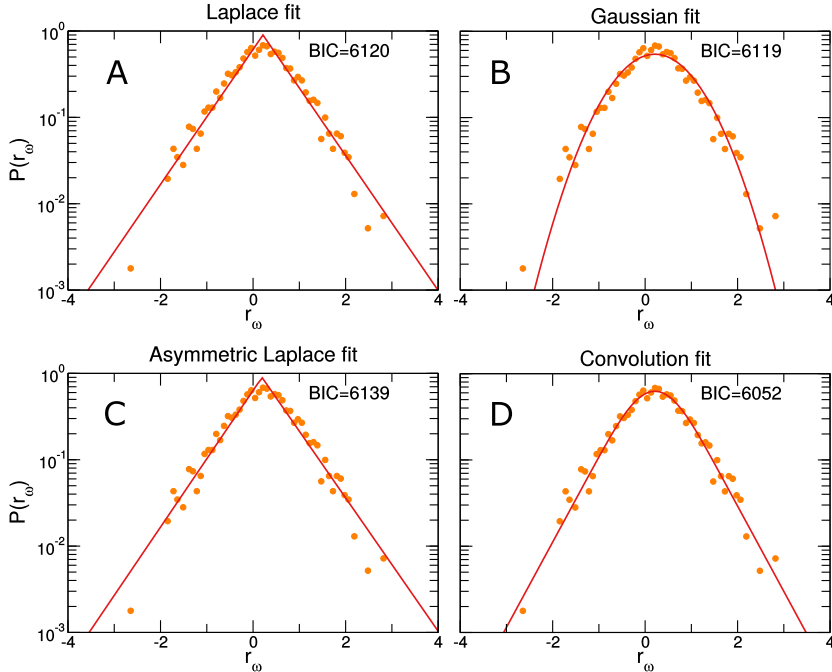 Laplace fit
A
BIC=6120
P(r_ω)
10^0
10^-1
10^-2
10^-3
-4 -2 0 2 4
r_ω
Gaussian fit
B
BIC=6119
-4 -2 0 2 4
r_ω
Asymmetric Laplace fit
C
BIC=6139
P(r_ω)
10^0
10^-1
10^-2
10^-3
-4 -2 0 2 4
r_ω
Convolution fit
D
BIC=6052
-4 -2 0 2 4
r_ω